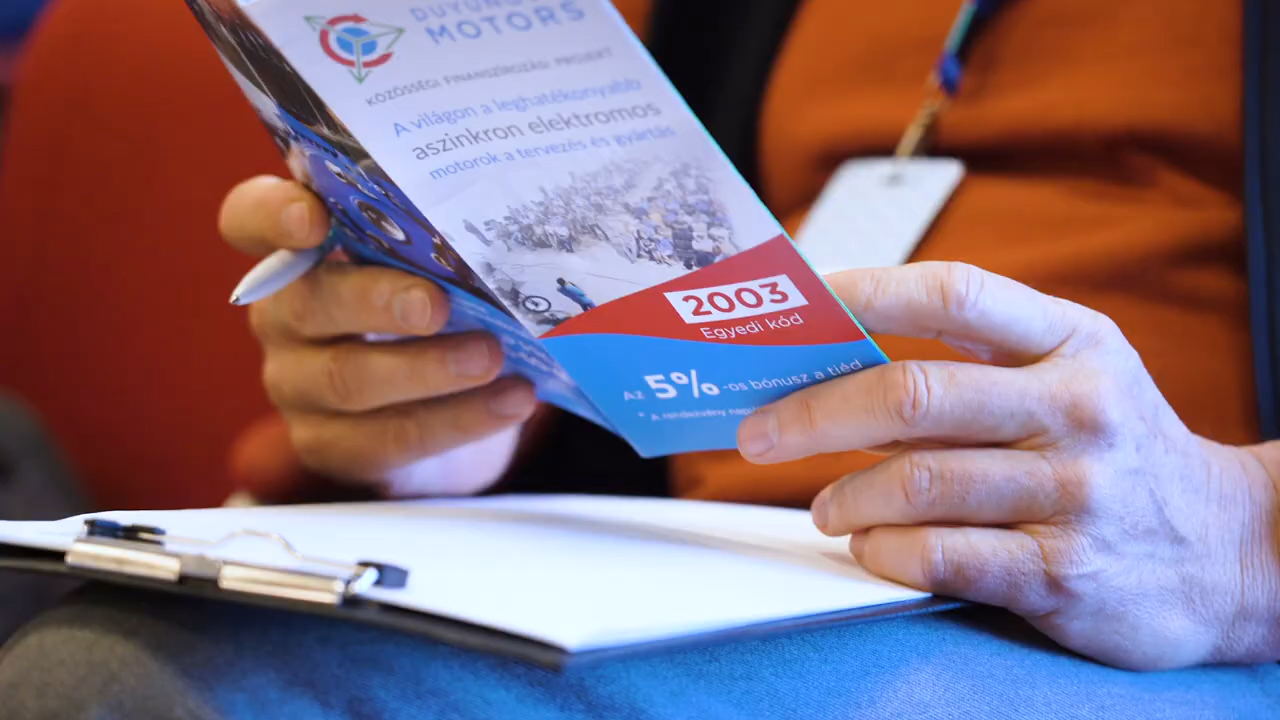 MOTORS
KÖZÖSSÉGI FINANSZÍROZÁSI PROJEKT
A világon a leghatékonyabb
aszinkron elektromos
motorok a tervezés és gyártás
2003
Egyedi kód
Az 5%-os bónusz a tiéd
* A rendezvény